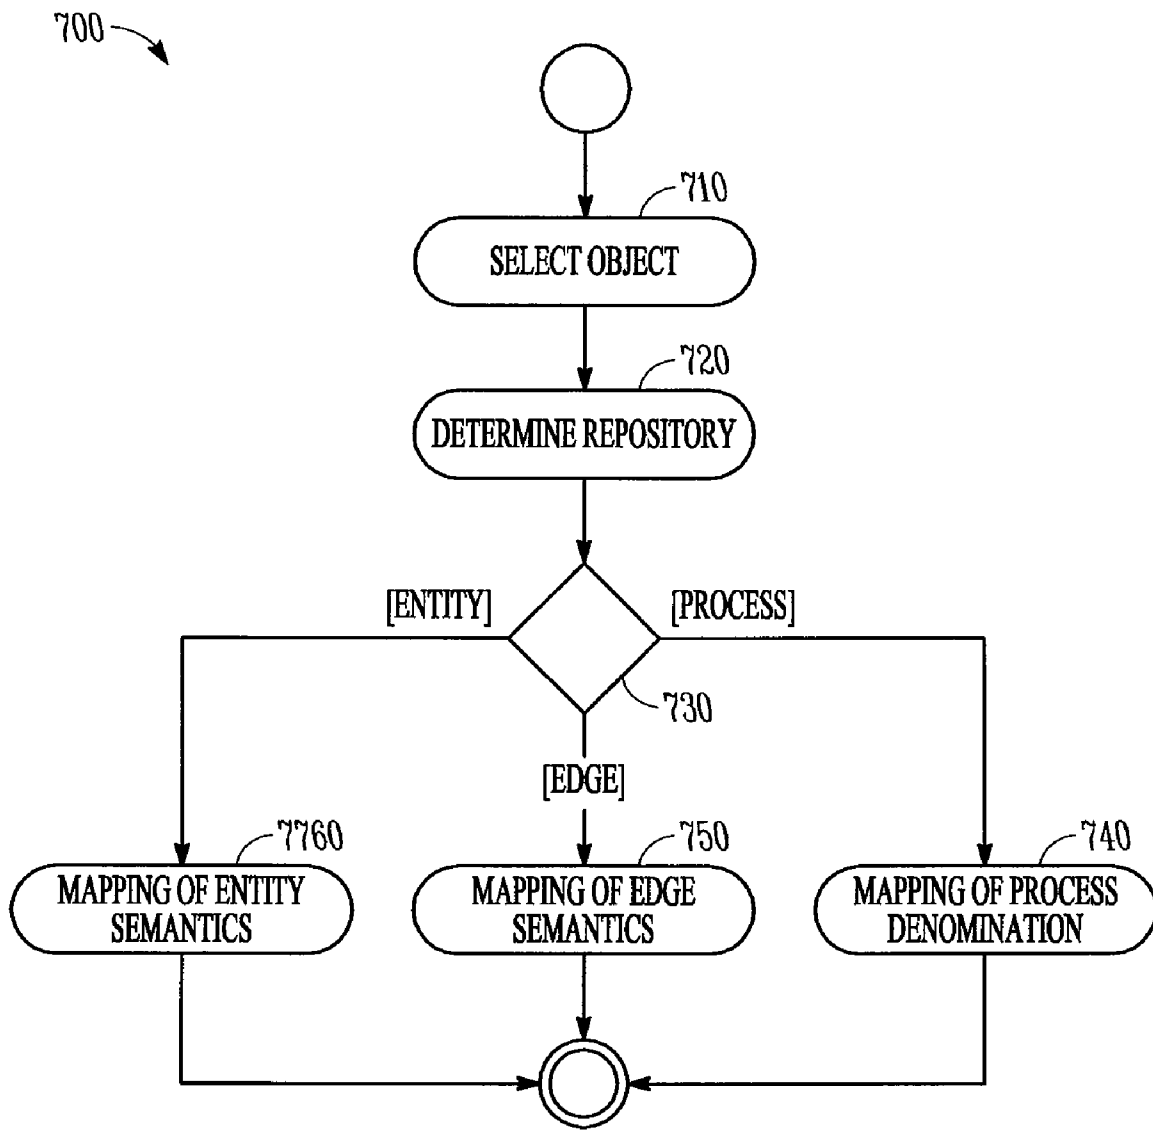 700
710
SELECT OBJECT
720
DETERMINE REPOSITORY
[ENTITY]
[PROCESS]
730
[EDGE]
7760
750
740
MAPPING OF ENTITY
SEMANTICS
MAPPING OF EDGE
SEMANTICS
MAPPING OF PROCESS
DENOMINATION